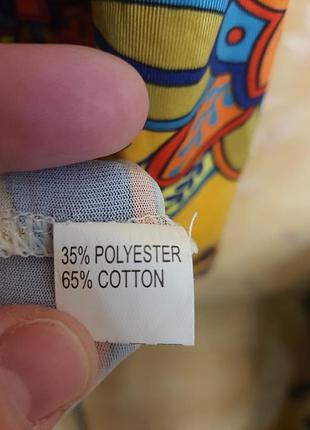 35% POLYESTER
65% COTTON